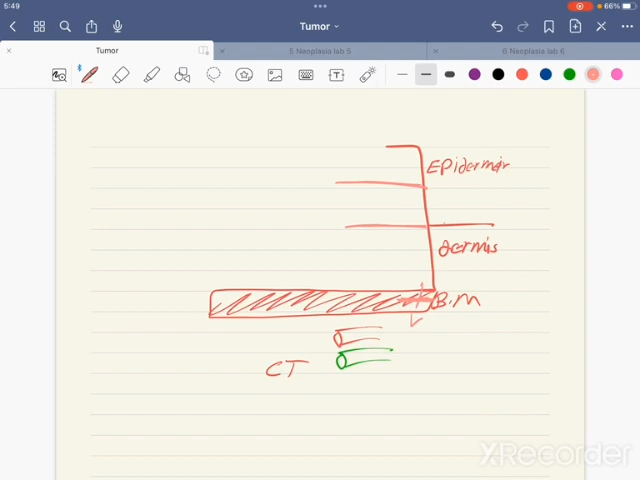 5:49
66%
Tumor
Tumor
5 Neoplasia lab 5
6 Neoplasia lab 6
Epidermis
dermis
B.M
CT
XRecorder